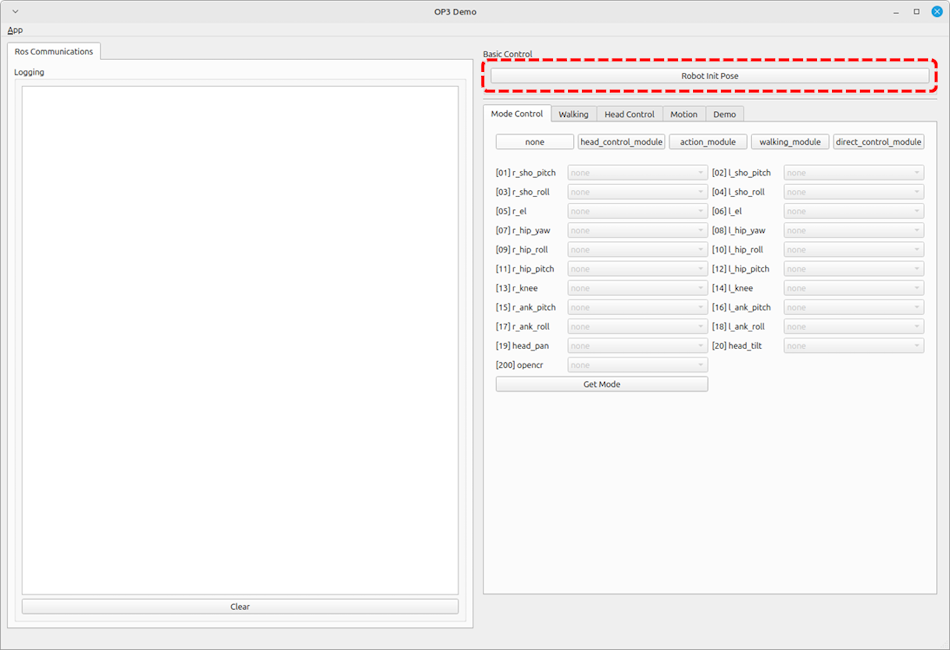 OP3 Demo
App
Ros Communications
Logging
Clear
Basic Control
Robot Init Pose
Mode Control Walking Head Control Motion Demo
none head_control_module action_module walking_module direct_control_module
[01] r_sho_pitch none [02] l_sho_pitch none
[03] r_sho_roll none [04] l_sho_roll none
[05] r_el none [06] l_el none
[07] r_hip_yaw none [08] l_hip_yaw none
[09] r_hip_roll none [10] l_hip_roll none
[11] r_hip_pitch none [12] l_hip_pitch none
[13] r_knee none [14] l_knee none
[15] r_ank_pitch none [16] l_ank_pitch none
[17] r_ank_roll none [18] l_ank_roll none
[19] head_pan none [20] head_tilt none
[200] opencr none
Get Mode